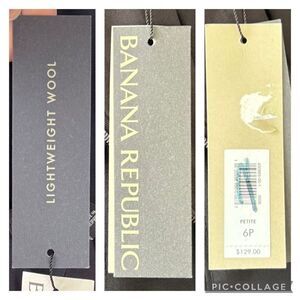 LIGHTWEIGHT WOOL
BANANA REPUBLIC
PETITE
6P
$129.00
PIC•COLLAGE